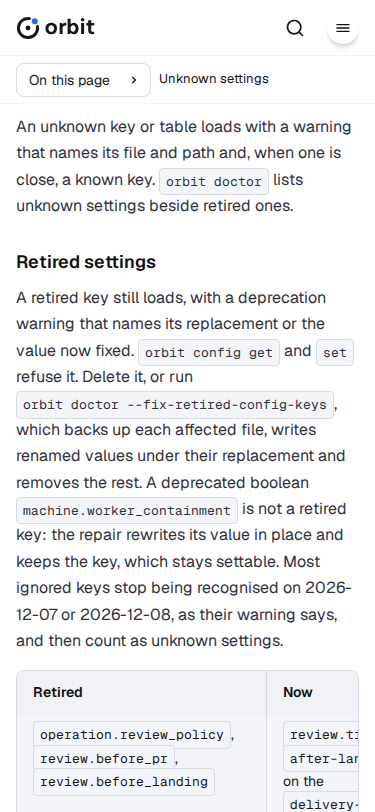 orbit
On this page
Unknown settings
An unknown key or table loads with a warning
that names its file and path and, when one is
close, a known key. orbit doctor lists
unknown settings beside retired ones.
Retired settings
A retired key still loads, with a deprecation
warning that names its replacement or the
value now fixed. orbit config get and set
refuse it. Delete it, or run
orbit doctor --fix-retired-config-keys,
which backs up each affected file, writes
renamed values under their replacement and
removes the rest. A deprecated boolean
machine.worker_containment is not a retired
key: the repair rewrites its value in place and
keeps the key, which stays settable. Most
ignored keys stop being recognised on 2026-
12-07 or 2026-12-08, as their warning says,
and then count as unknown settings.
Retired Now
operation.review_policy, review.ti
review.before_pr, after-lan
review.before_landing on the
delivery-